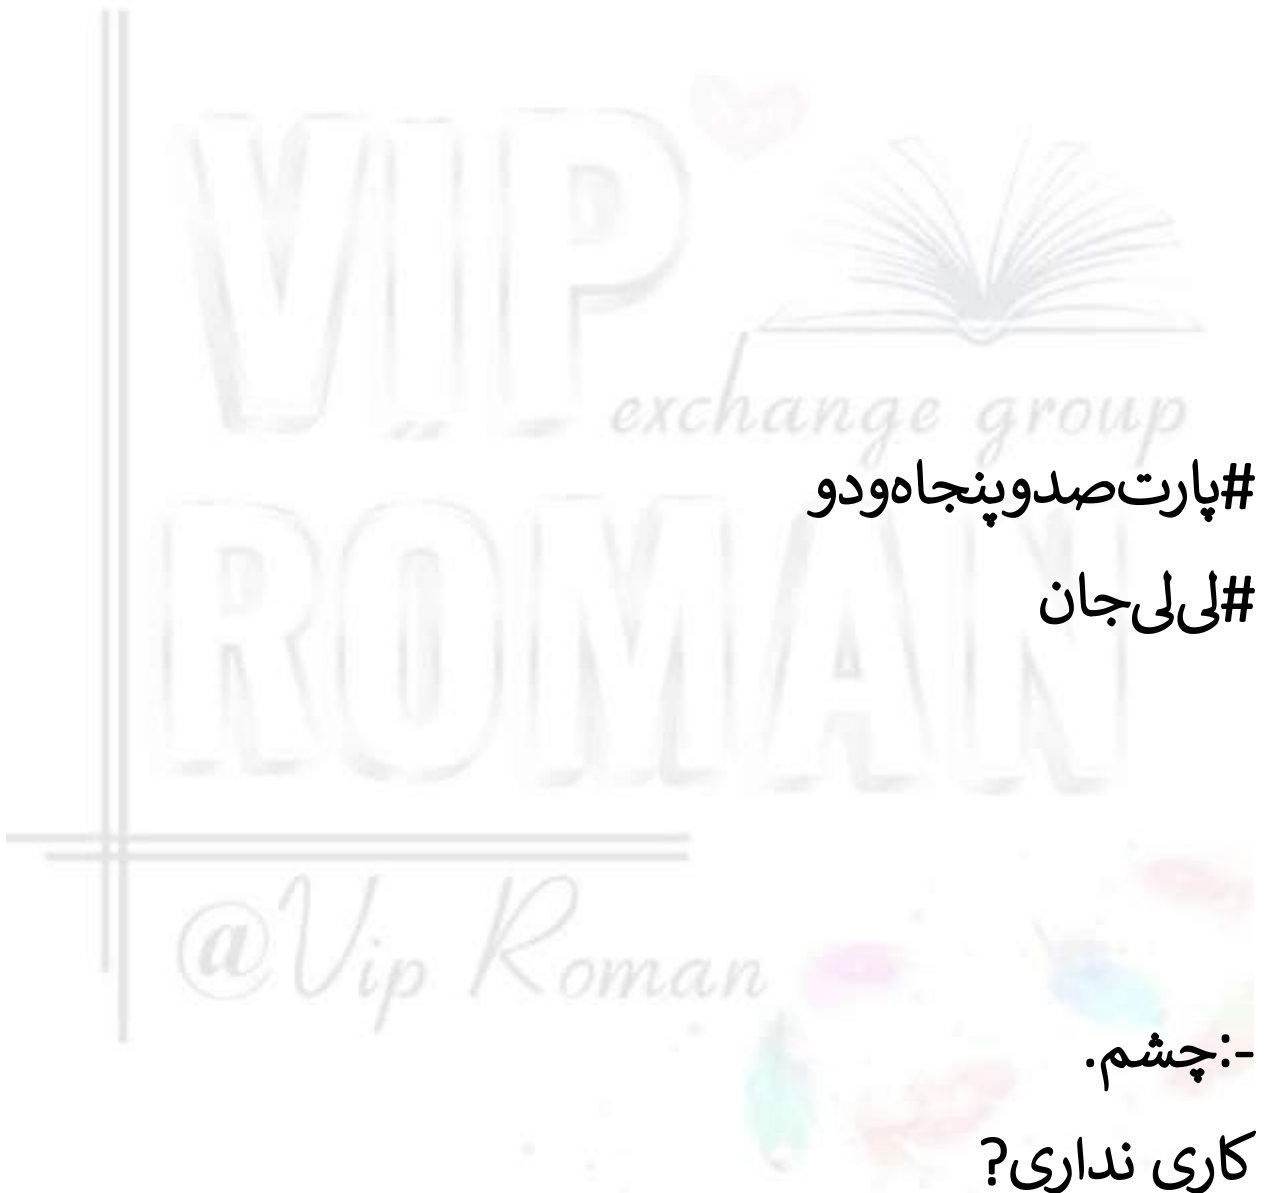 VIP
exchange group
#پارت‌صدوپنجاه‌ودو
ROMAN
#لی‌لی‌جان
@Vip Roman
-:چشم.
کاری نداری?